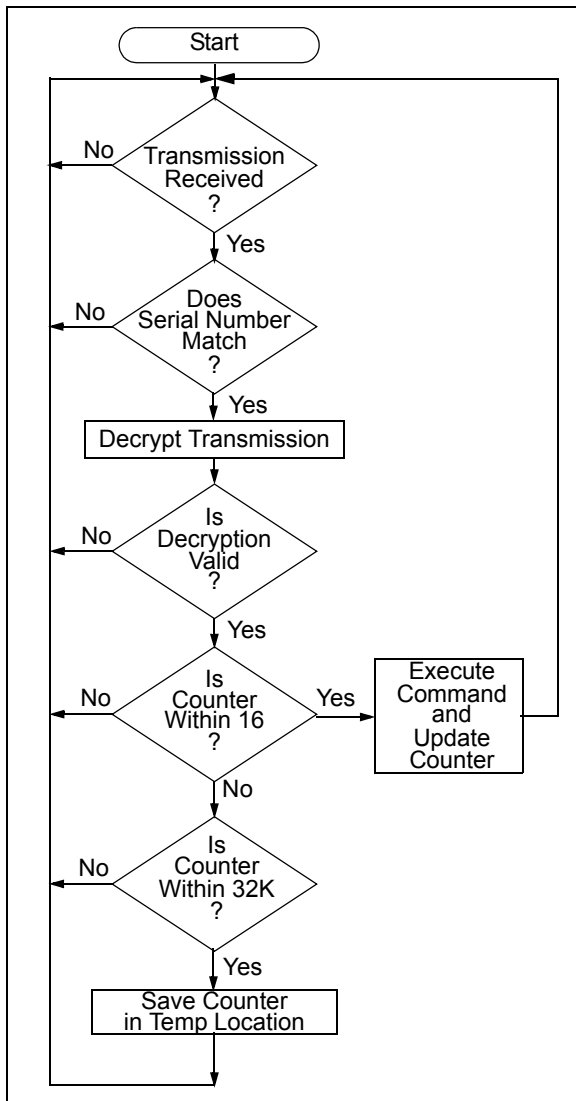 Start
No
Transmission
Received
?
Yes
No
Does
Serial Number
Match
?
Yes
Decrypt Transmission
No
Is
Decryption
Valid
?
Yes
No
Is
Counter
Within 16
?
Yes
Execute
Command
and
Update
Counter
No
No
Is
Counter
Within 32K
?
Yes
Save Counter
in Temp Location